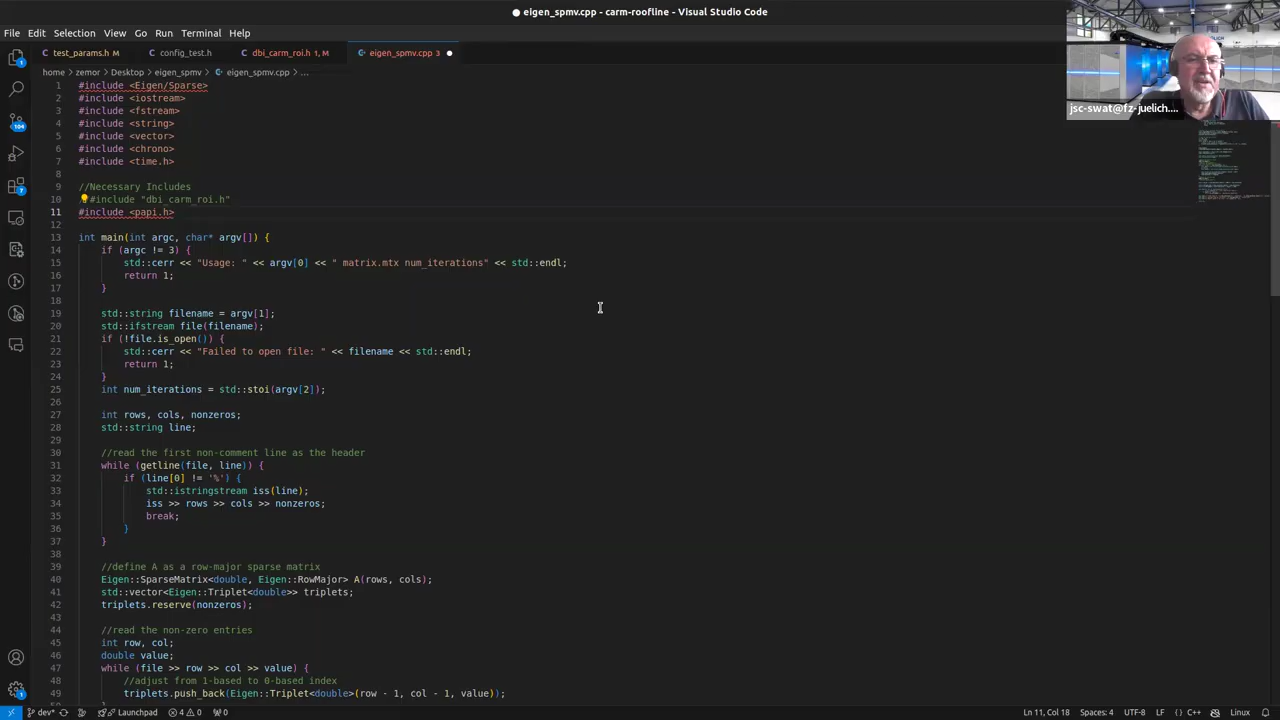 eigen_spmv.cpp - carm-roofline - Visual Studio Code
File Edit Selection View Go Run Terminal Help
test_params.h M config_test.h dbi_carm_roi.h 1, M eigen_spmv.cpp 3
home > zemor > Desktop > eigen_spmv > eigen_spmv.cpp > ...
jsc-swat@fz-juelich....
1 #include <Eigen/Sparse>
2 #include <iostream>
3 #include <fstream>
4 #include <string>
5 #include <vector>
6 #include <chrono>
7 #include <time.h>
8
9 //Necessary Includes
10 #include "dbi_carm_roi.h"
11 #include <papi.h>
12
13 int main(int argc, char* argv[]) {
14 if (argc != 3) {
15 std::cerr << "Usage: " << argv[0] << " matrix.mtx num_iterations" << std::endl;
16 return 1;
17 }
18
19 std::string filename = argv[1];
20 std::ifstream file(filename);
21 if (!file.is_open()) {
22 std::cerr << "Failed to open file: " << filename << std::endl;
23 return 1;
24 }
25 int num_iterations = std::stoi(argv[2]);
26
27 int rows, cols, nonzeros;
28 std::string line;
29
30 //read the first non-comment line as the header
31 while (getline(file, line)) {
32 if (line[0] != '%') {
33 std::istringstream iss(line);
34 iss >> rows >> cols >> nonzeros;
35 break;
36 }
37 }
38
39 //define A as a row-major sparse matrix
40 Eigen::SparseMatrix<double, Eigen::RowMajor> A(rows, cols);
41 std::vector<Eigen::Triplet<double>> triplets;
42 triplets.reserve(nonzeros);
43
44 //read the non-zero entries
45 int row, col;
46 double value;
47 while (file >> row >> col >> value) {
48 //adjust from 1-based to 0-based index
49 triplets.push_back(Eigen::Triplet<double>(row - 1, col - 1, value));
dev* Launchpad 4 0 0 Ln 11, Col 18 Spaces: 4 UTF-8 LF {} C++ Linux